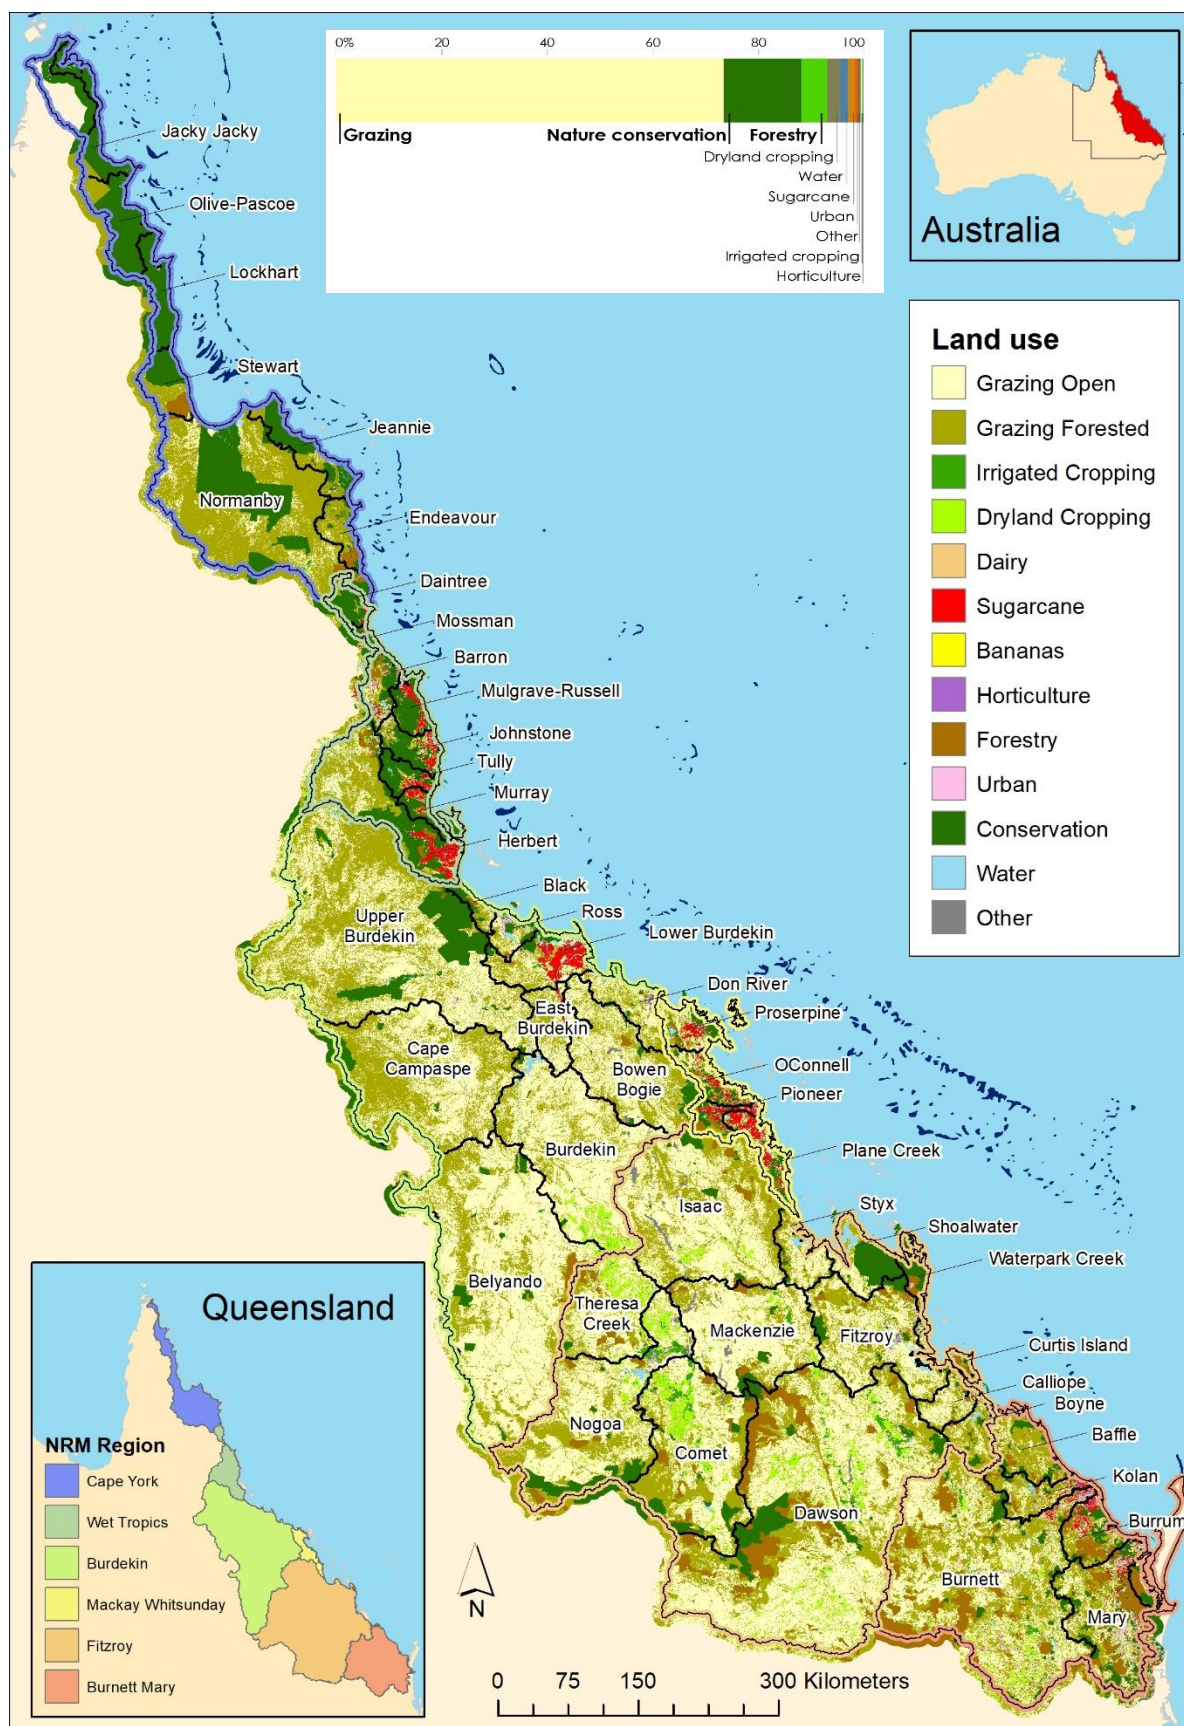 0% 20 40 60 80 100
Grazing Nature conservation Forestry
Dryland cropping
Water
Sugarcane
Urban
Other
Irrigated cropping
Horticulture
Australia
Land use
Grazing Open
Grazing Forested
Irrigated Cropping
Dryland Cropping
Dairy
Sugarcane
Bananas
Horticulture
Forestry
Urban
Conservation
Water
Other
Jacky Jacky
Olive-Pascoe
Lockhart
Stewart
Jeannie
Normanby
Endeavour
Daintree
Mossman
Barron
Mulgrave-Russell
Johnstone
Tully
Murray
Herbert
Black
Upper
Burdekin
Ross
Lower Burdekin
Don River
East
Burdekin
Proserpine
Cape
Campaspe
Bowen
Bogie
OConnell
Pioneer
Burdekin
Plane Creek
Isaac
Styx
Shoalwater
Waterpark Creek
Belyando
Theresa
Creek
Mackenzie
Fitzroy
Curtis Island
Calliope
Boyne
Nogoa
Comet
Baffle
Kolan
Dawson
Burrum
Burnett
Mary
Queensland
NRM Region
Cape York
Wet Tropics
Burdekin
Mackay Whitsunday
Fitzroy
Burnett Mary
N
0 75 150 300 Kilometers